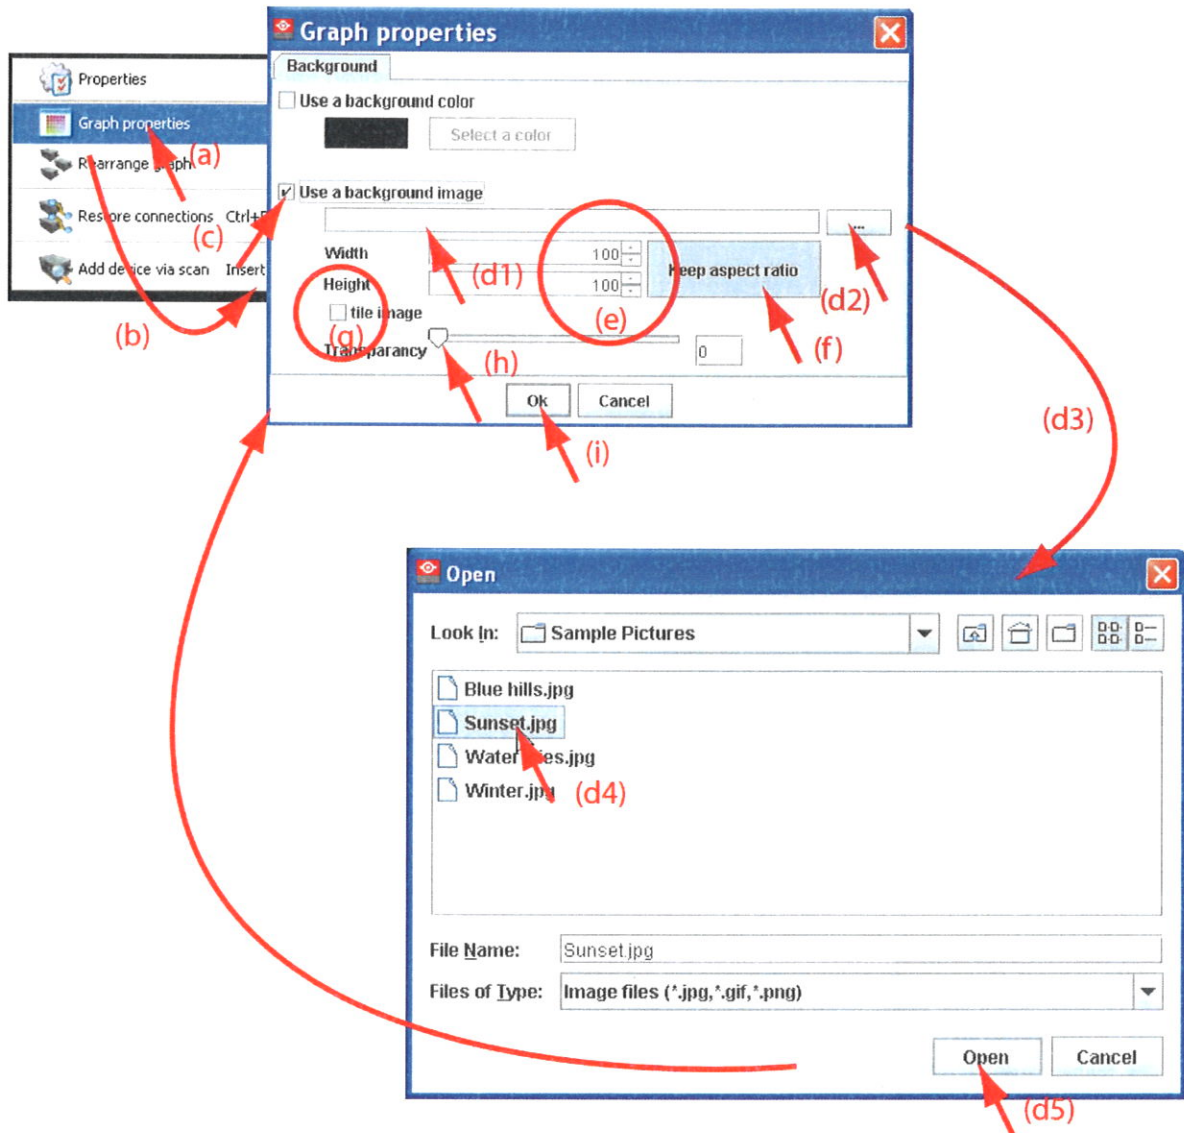 Graph properties
Background
Properties
Use a background color
Graph properties
Select a color
(a)
Rearrange graph
Use a background image
Restore connections Ctrl+
(c)
...
Width
100
Keep aspect ratio
Add device via scan Insert
(d1)
Height
100
(d2)
tile image
(e)
(b)
(g)
(h)
(f)
Transparancy
0
Ok
Cancel
(d3)
(i)
Open
Look In:
Sample Pictures
Blue hills.jpg
Sunset.jpg
Water lilies.jpg
Winter.jpg
(d4)
File Name:
Sunset.jpg
Files of Type:
Image files (*.jpg,*.gif,*.png)
Open
Cancel
(d5)